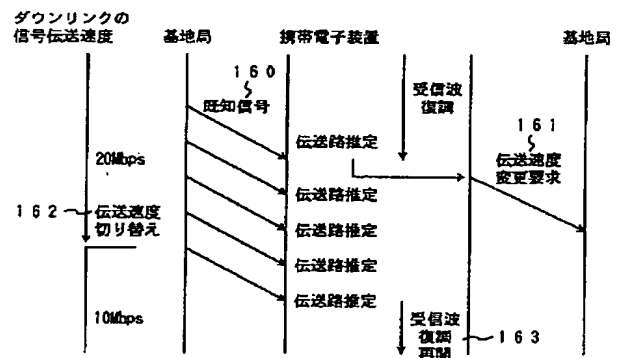 ダウンリンクの
信号伝送速度
基地局
携帯電子装置
基地局
160
既知信号
受信波
復調
161
伝送路推定
伝送速度
変更要求
20Mbps
伝送路推定
162
伝送速度
切り替え
伝送路推定
伝送路推定
伝送路推定
10Mbps
受信波
復調
再開
163